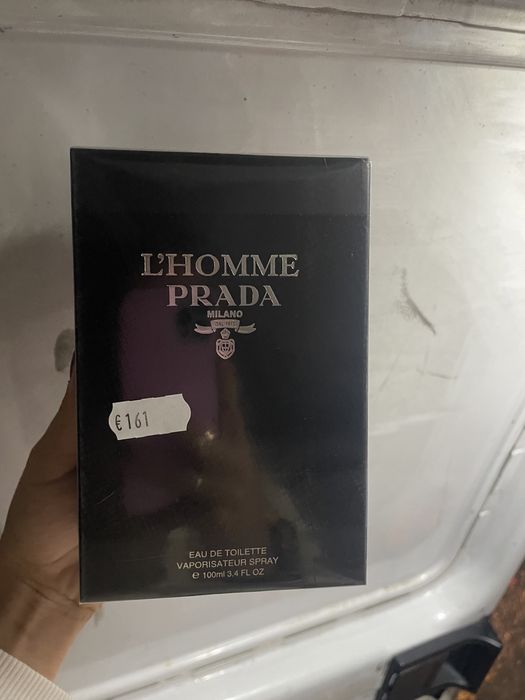 L'HOMME
PRADA
MILANO
DAL 1913
€161
EAU DE TOILETTE
VAPORISATEUR SPRAY
℮ 100ml 3.4 FL OZ